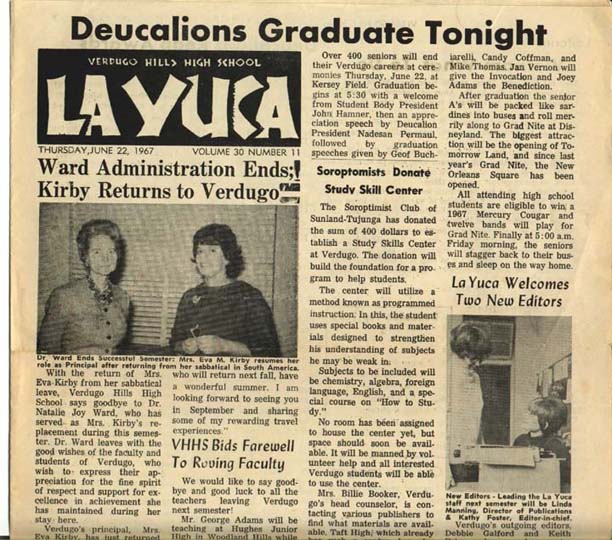 Deucalions Graduate Tonight
VERDUGO HILLS HIGH SCHOOL
LA YUCA
THURSDAY, JUNE 22, 1967 VOLUME 30 NUMBER 11
Ward Administration Ends;
Kirby Returns to Verdugo
Dr. Ward Ends Successful Semester: Mrs. Eva M. Kirby resumes her
role as Principal after returning from her sabbatical in South America.
With the return of Mrs.
Eva Kirby from her sabbatical
leave, Verdugo Hills High
School says goodbye to Dr.
Natalie Joy Ward, who has
served as Mrs. Kirby's re-
placement during this semes-
ter. Dr. Ward leaves with the
good wishes of the faculty and
students of Verdugo, who
wish to express their ap-
preciation for the fine spirit
of respect and support for ex-
cellence in achievement she
has maintained during her
stay here.
Verdugo's principal, Mrs.
Eva Kirby, has just returned
who will return next fall, have
a wonderful summer. I am
looking forward to seeing you
in September and sharing
some of my rewarding travel
experiences."
VHHS Bids Farewell
To Roving Faculty
We would like to say good-
bye and good luck to all the
teachers leaving Verdugo
next semester!
Mr. George Adams will be
teaching at Hughes Junior
High in Woodland Hills while
Over 400 seniors will end
their Verdugo careers at cere-
monies Thursday, June 22, at
Kersey Field. Graduation be-
gins at 5:30 with a welcome
from Student Body President
John Hamner, then an appre-
ciation speech by Deucalion
President Nadesan Permaul,
followed by graduation
speeches given by Geof Buch-
Soroptomists Donate
Study Skill Center
The Soroptimist Club of
Sunland-Tujunga has donated
the sum of 400 dollars to es-
tablish a Study Skills Center
at Verdugo. The donation will
build the foundation for a pro-
gram to help students.
The center will utilize a
method known as programmed
instruction. In this, the student
uses special books and mater-
ials designed to strengthen
his understanding of subjects
he may be weak in.
Subjects to be included will
be chemistry, algebra, foreign
language, English, and a spe-
cial course on "How to Stu-
dy."
No room has been assigned
to house the center yet, but
space should soon be avail-
able. It will be manned by vol-
unteer help and all interested
Verdugo students will be able
to use the center.
Mrs. Billie Booker, Verdu-
go's head counselor, is con-
tacting various publishers to
find what materials are avail-
able. Taft High, which already
iarelli, Candy Coffman, and
Mike Thomas. Jan Vernon will
give the Invocation and Joey
Adams the Benediction.
After graduation the senior
A's will be packed like sar-
dines into buses and roll mer-
rily along to Grad Nite at Dis-
neyland. The biggest attrac-
tion will be the opening of To-
morrow Land, and since last
year's Grad Nite, the New
Orleans Square has been
opened.
All attending high school
students are eligible to win a
1967 Mercury Cougar and
twelve bands will play for
Grad Nite. Finally at 5:00 am.
Friday morning, the seniors
will stagger back to their bus-
es and sleep on the way home.
La Yuca Welcomes
Two New Editors
New Editors - Leading the La Yuca
staff next semester will be Linda
Manning, Director of Publications
& Kathy Foster, Editor-in-chief.
Verdugo's outgoing editors,
Debbie Galford and Keith